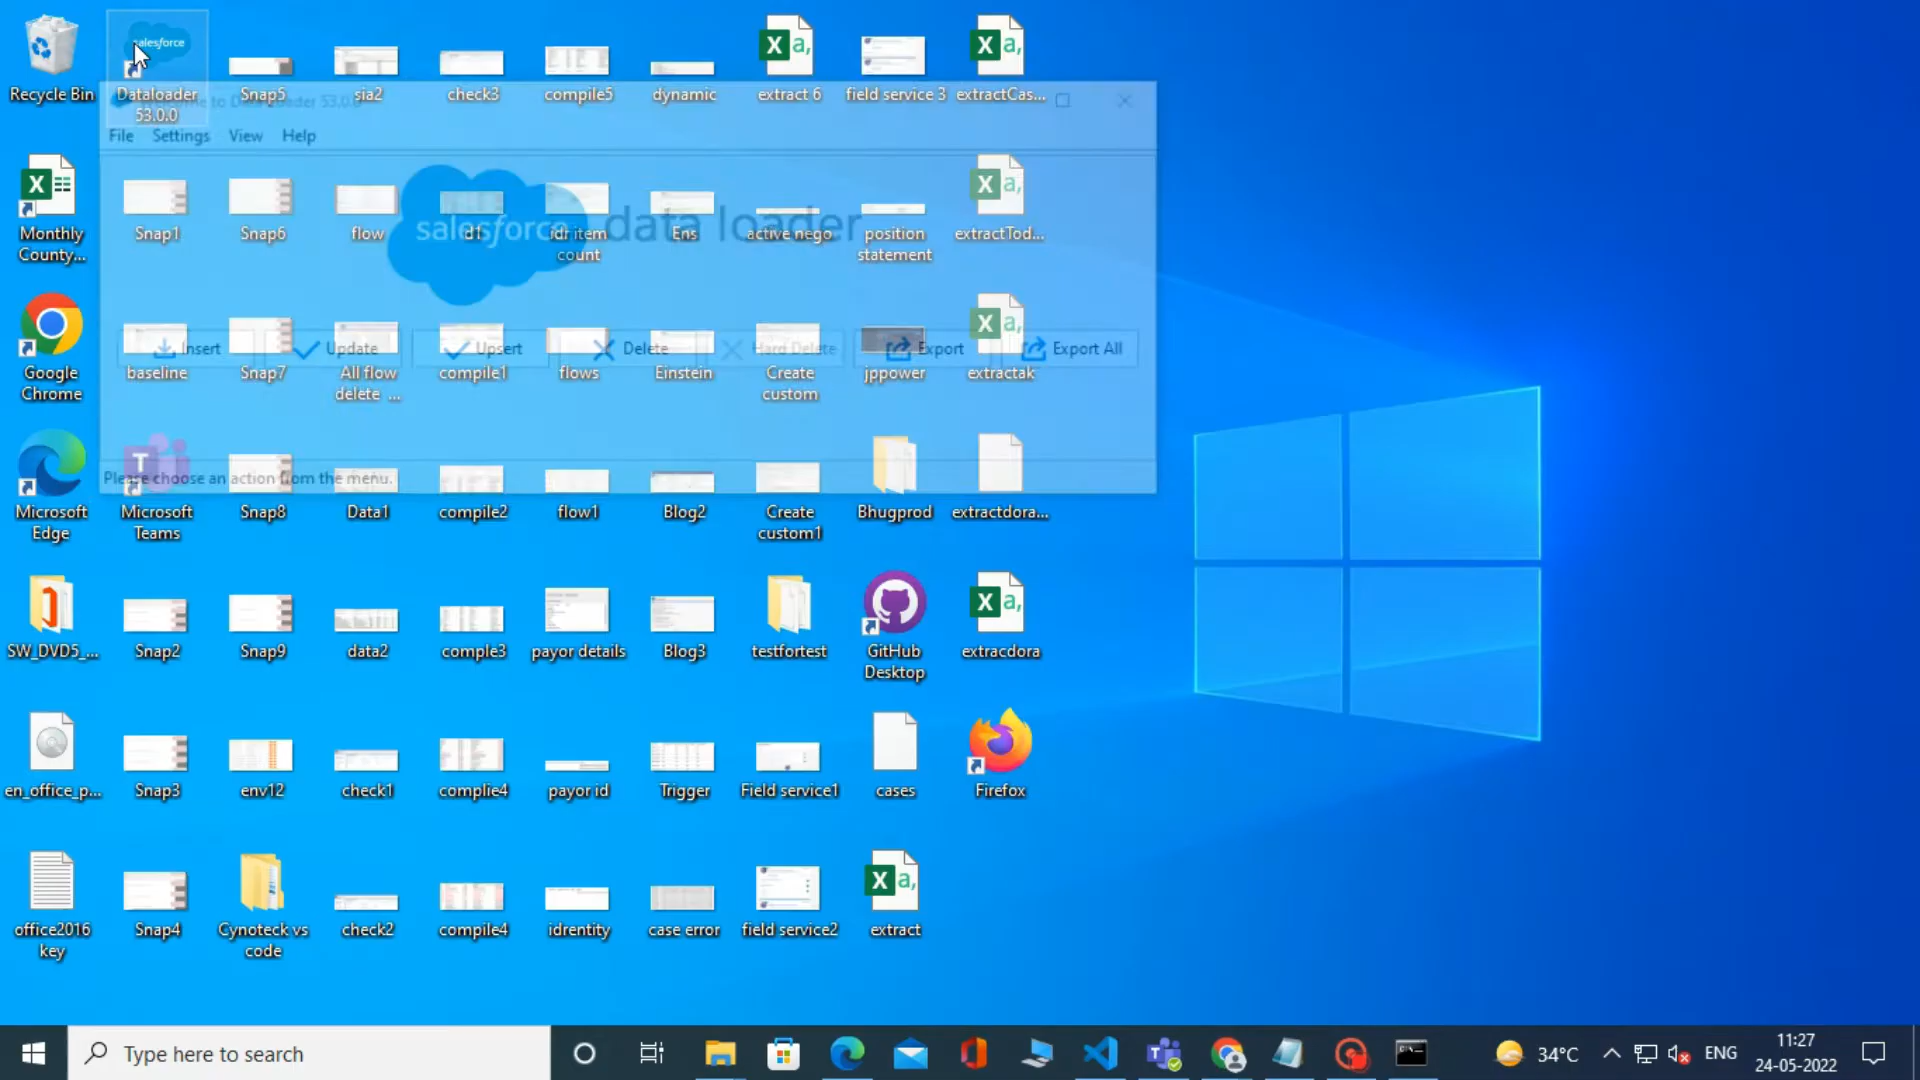 Recycle Bin
Dataloader
53.0.0
Snap5
sia2
check3
compile5
dynamic
extract 6
field service 3
extractCas...
File Settings View Help
salesforce data loader
Snap1
Snap6
flow
d1
idr item
count
Ens
active nego
position
statement
extractTod...
Monthly
County...
Insert
Update
Upsert
Delete
Hard Delete
Export
Export All
Google
Chrome
baseline
Snap7
All flow
delete ...
compile1
flows
Einstein
Create
custom
jppower
extractak
Please choose an action from the menu.
Microsoft
Edge
Microsoft
Teams
Snap8
Data1
compile2
flow1
Blog2
Create
custom1
Bhugprod
extractdora...
SW_DVD5_...
Snap2
Snap9
data2
comple3
payor details
Blog3
testfortest
GitHub
Desktop
extracdora
en_office_p...
Snap3
env12
check1
complie4
payor id
Trigger
Field service1
cases
Firefox
office2016
key
Snap4
Cynoteck vs
code
check2
compile4
idrentity
case error
field service2
extract
Type here to search
34°C
ENG
11:27
24-05-2022